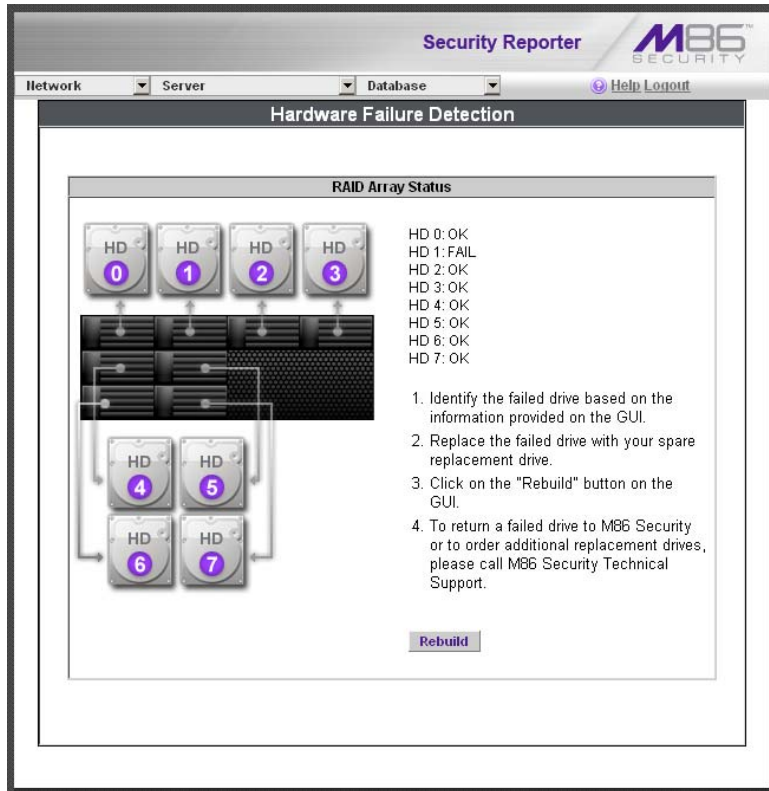 Security Reporter
M86™
SECURITY
Network Server Database Help Logout
Hardware Failure Detection
RAID Array Status
HD 0 HD 1 HD 2 HD 3
HD 4 HD 5
HD 6 HD 7
HD 0: OK
HD 1: FAIL
HD 2: OK
HD 3: OK
HD 4: OK
HD 5: OK
HD 6: OK
HD 7: OK
1. Identify the failed drive based on the
information provided on the GUI.
2. Replace the failed drive with your spare
replacement drive.
3. Click on the "Rebuild" button on the
GUI.
4. To return a failed drive to M86 Security
or to order additional replacement drives,
please call M86 Security Technical
Support.
Rebuild